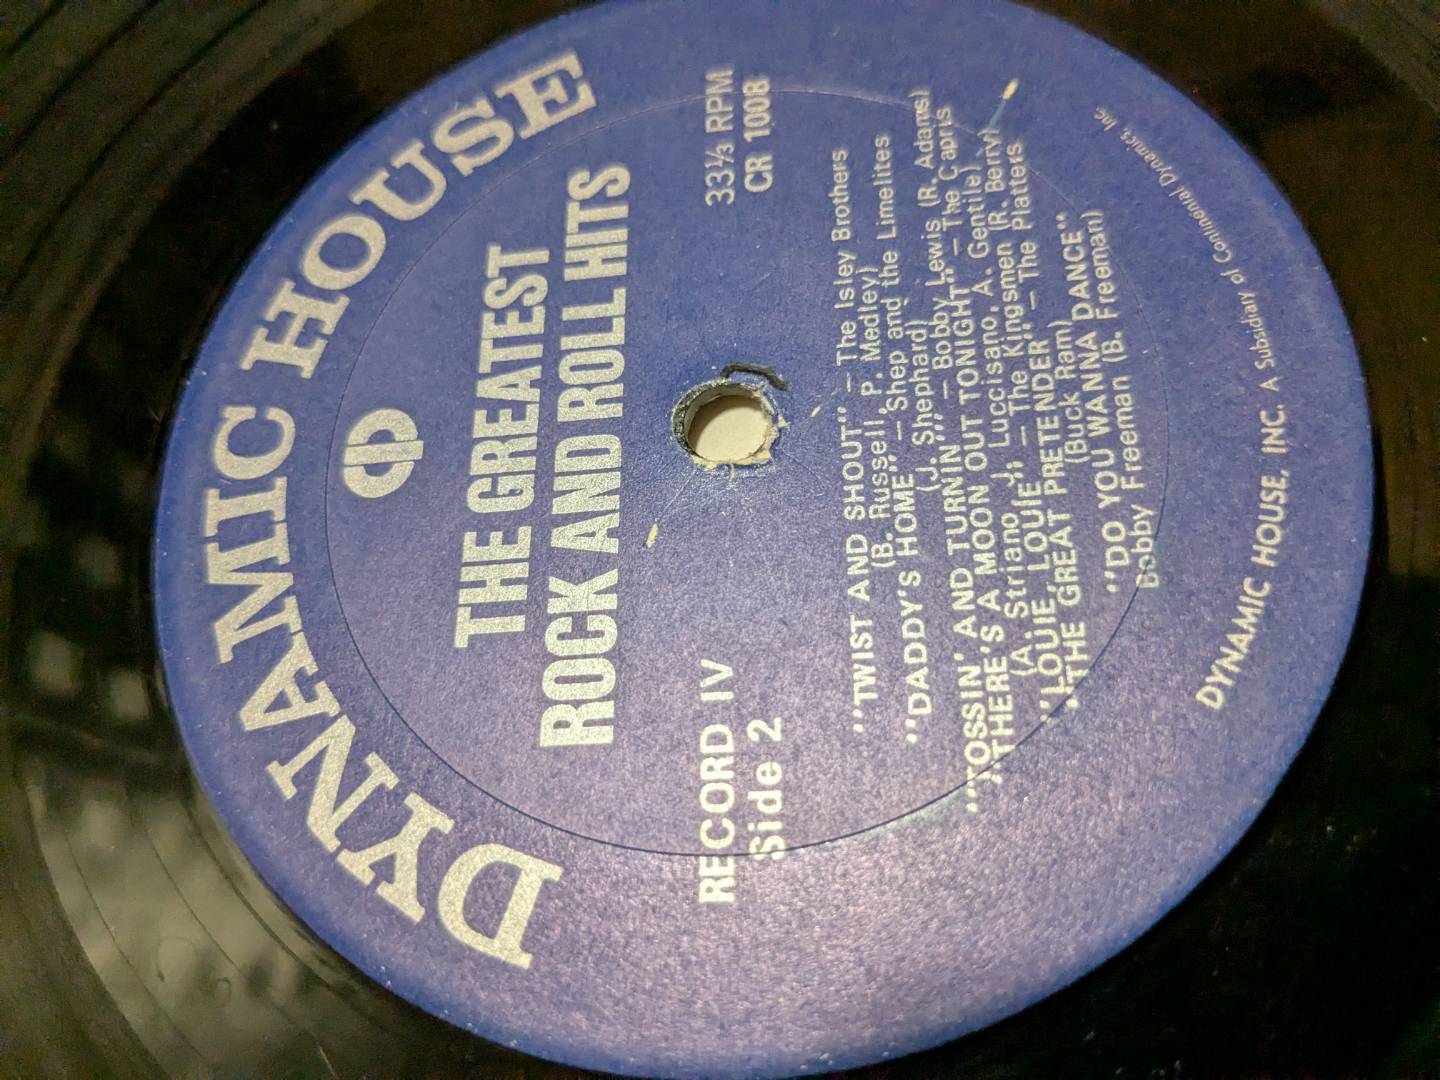 DYNAMIC HOUSE
THE GREATEST
ROCK AND ROLL HITS
RECORD IV 33⅓ RPM
Side 2 CR 1008
"TWIST AND SHOUT" — The Isley Brothers
(B. Russell, P. Medley)
"DADDY'S HOME" — Shep and the Limelites
(J. Shephard)
"TOSSIN' AND TURNIN'" — Bobby Lewis (R. Adams)
"THERE'S A MOON OUT TONIGHT" — The Capris
(A. Striano, J. Luccisano, A. Gentile)
"LOUIE, LOUIE" — The Kingsmen (R. Berry)
"THE GREAT PRETENDER" — The Platters
(Buck Ram)
"DO YOU WANNA DANCE"
Bobby Freeman (B. Freeman)
DYNAMIC HOUSE, INC. A Subsidiary of Continental Dynamics, Inc.